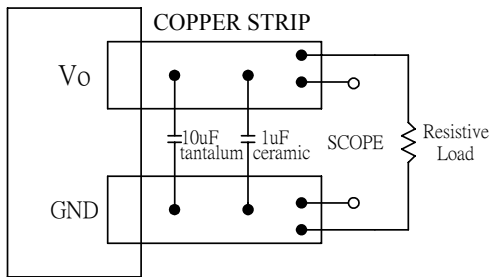 COPPER STRIP
Vo
10uF
tantalum
1uF
ceramic
SCOPE
Resistive
Load
GND